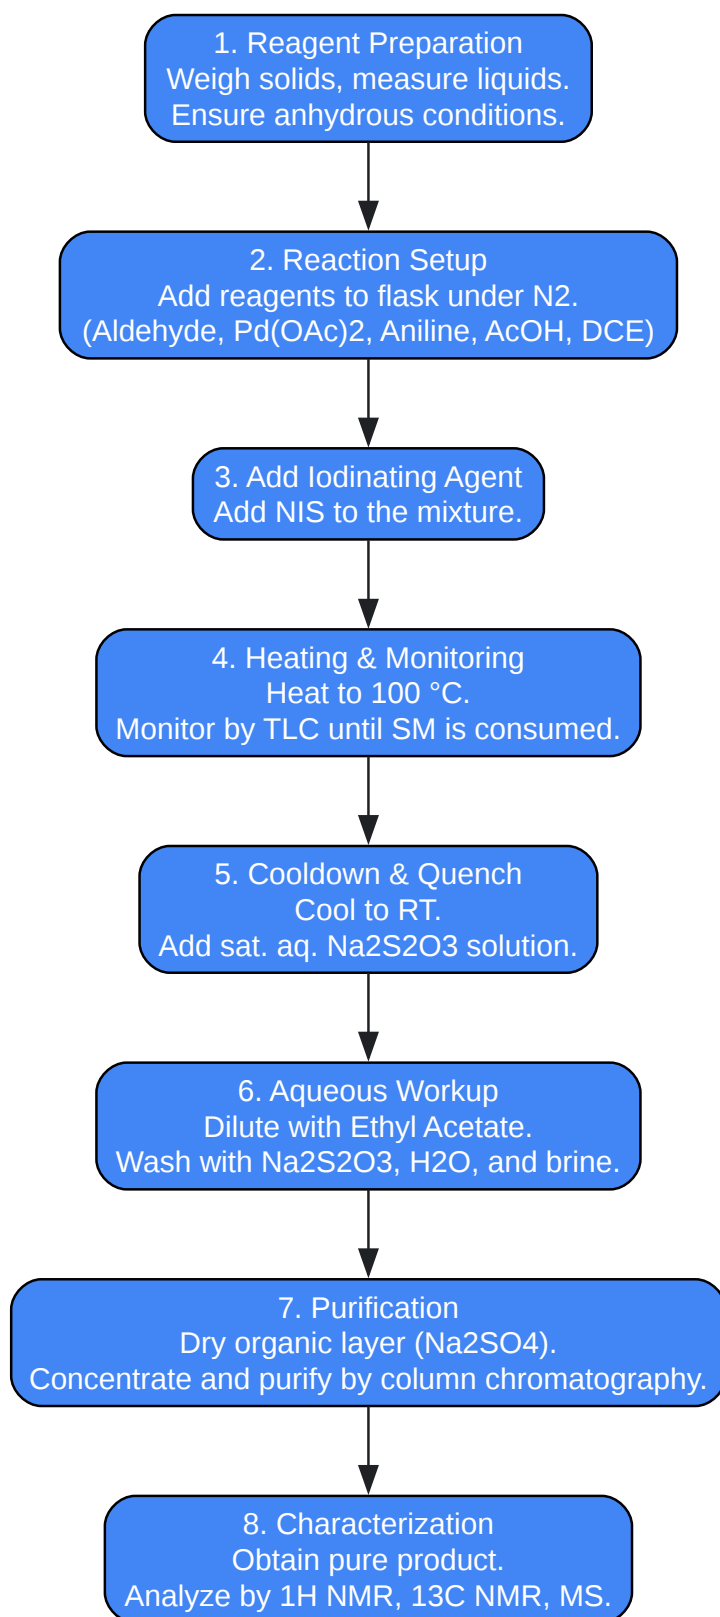 1. Reagent Preparation
Weigh solids, measure liquids.
Ensure anhydrous conditions.
2. Reaction Setup
Add reagents to flask under N2.
(Aldehyde, Pd(OAc)2, Aniline, AcOH, DCE)
3. Add Iodinating Agent
Add NIS to the mixture.
4. Heating & Monitoring
Heat to 100 °C.
Monitor by TLC until SM is consumed.
5. Cooldown & Quench
Cool to RT.
Add sat. aq. Na2S2O3 solution.
6. Aqueous Workup
Dilute with Ethyl Acetate.
Wash with Na2S2O3, H2O, and brine.
7. Purification
Dry organic layer (Na2SO4).
Concentrate and purify by column chromatography.
8. Characterization
Obtain pure product.
Analyze by 1H NMR, 13C NMR, MS.